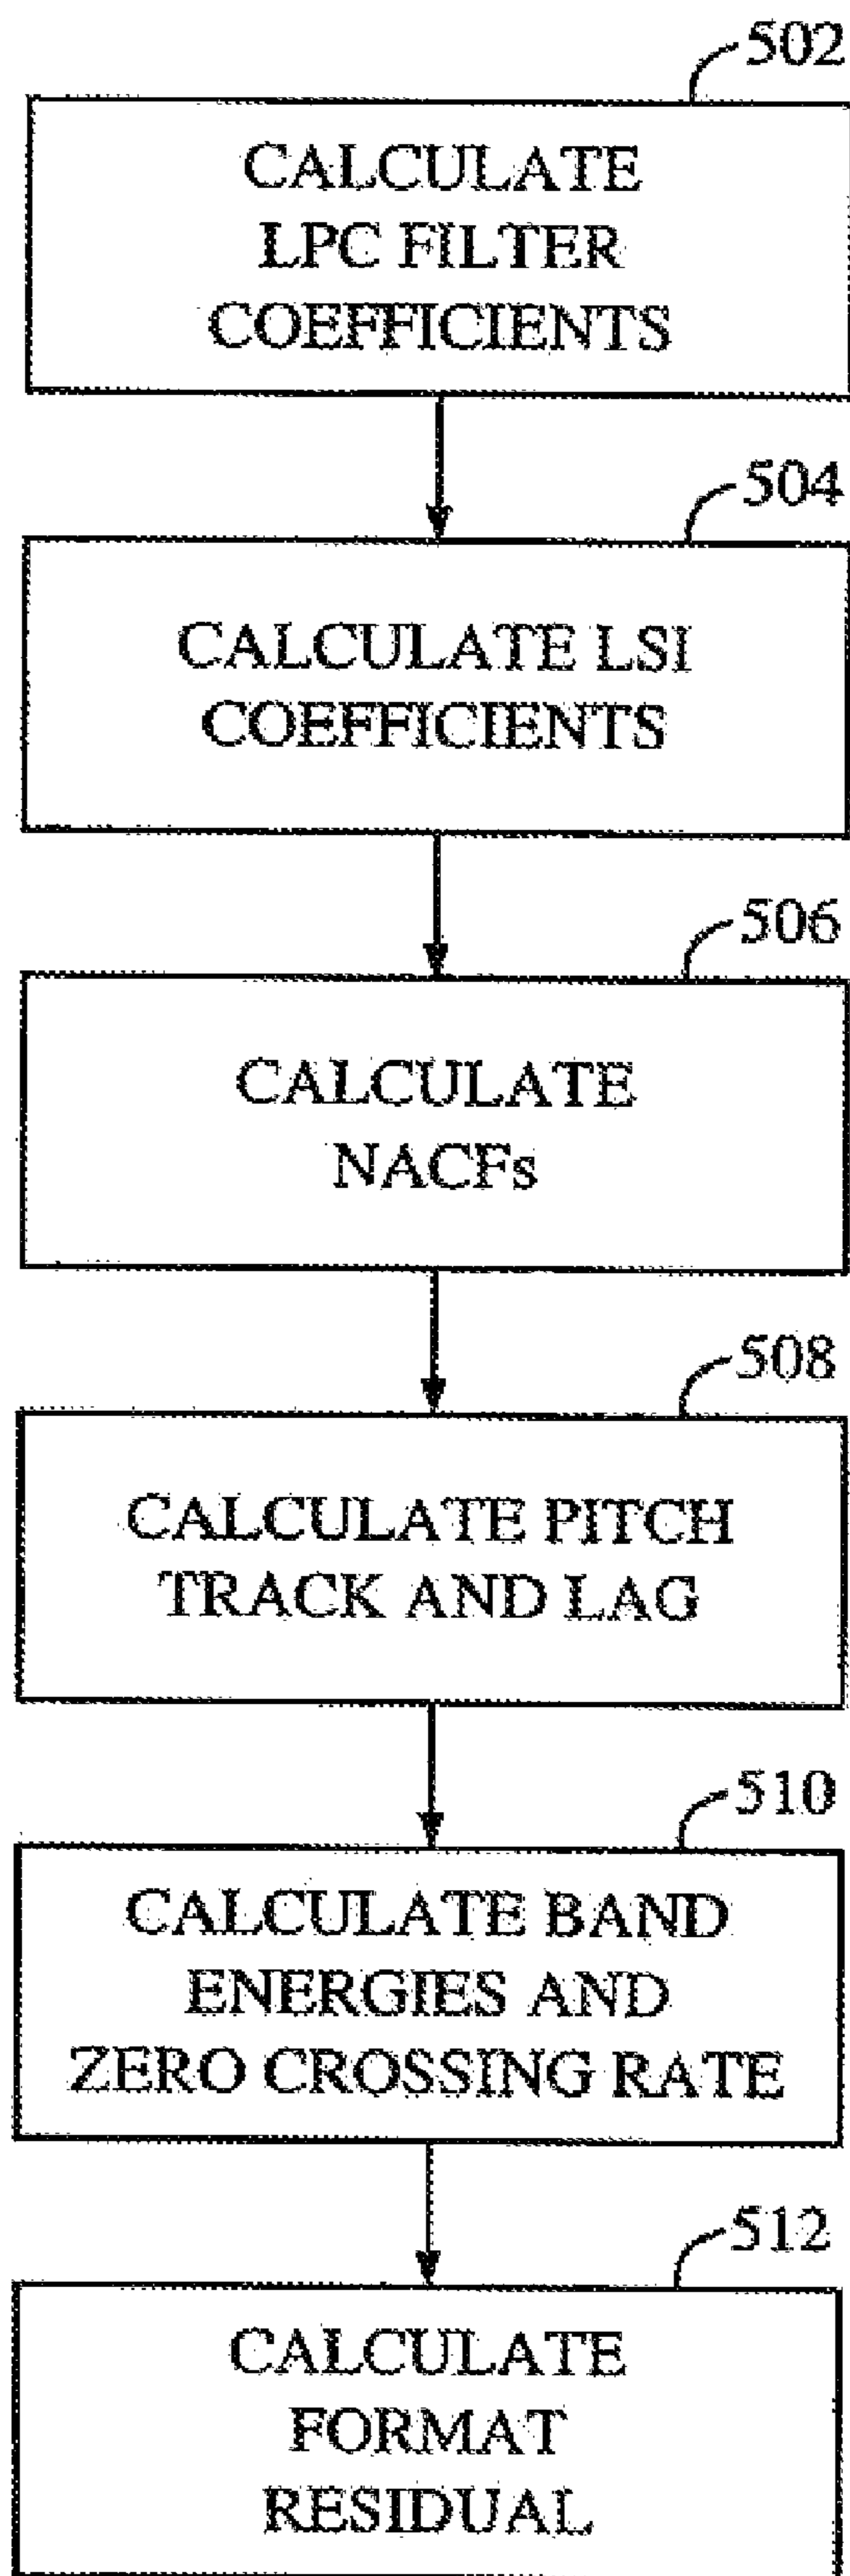 502
CALCULATE
LPC FILTER
COEFFICIENTS
504
CALCULATE LSI
COEFFICIENTS
506
CALCULATE
NACFs
508
CALCULATE PITCH
TRACK AND LAG
510
CALCULATE BAND
ENERGIES AND
ZERO CROSSING RATE
512
CALCULATE
FORMAT
RESIDUAL